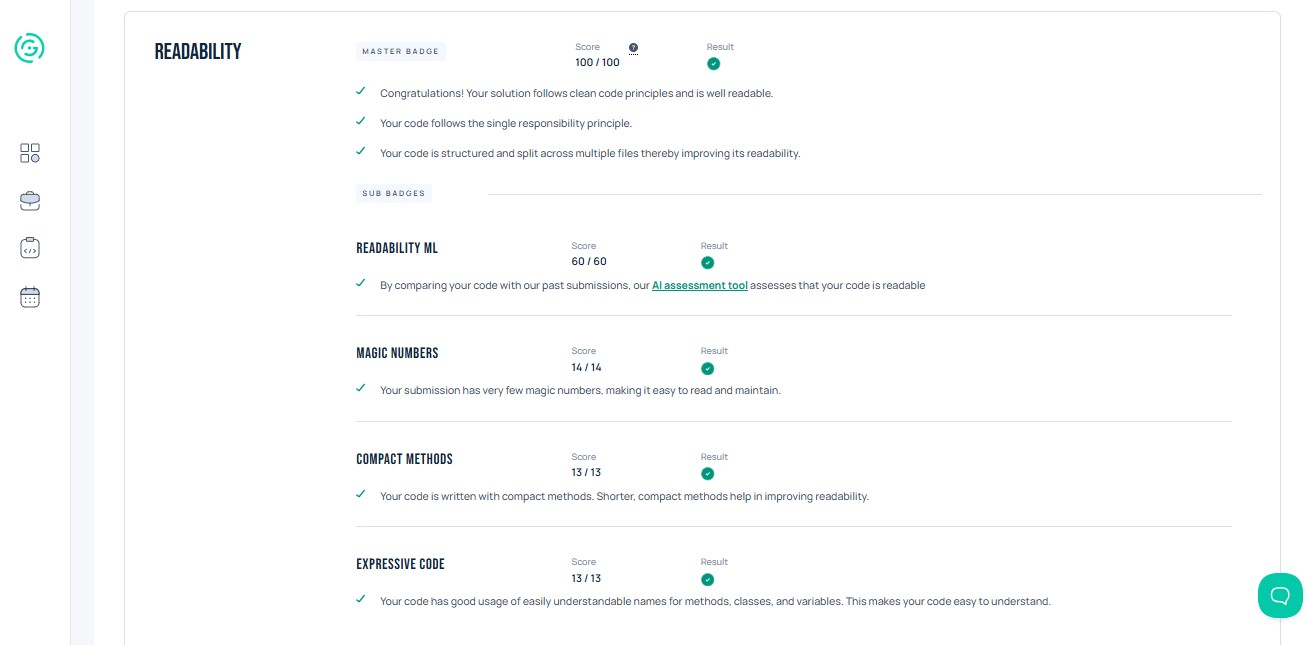 READABILITY
MASTER BADGE
Score
?
Result
100 / 100
Congratulations! Your solution follows clean code principles and is well readable.
Your code follows the single responsibility principle.
Your code is structured and split across multiple files thereby improving its readability.
SUB BADGES
READABILITY ML
Score
Result
60 / 60
By comparing your code with our past submissions, our AI assessment tool assesses that your code is readable
MAGIC NUMBERS
Score
Result
14 / 14
Your submission has very few magic numbers, making it easy to read and maintain.
COMPACT METHODS
Score
Result
13 / 13
Your code is written with compact methods. Shorter, compact methods help in improving readability.
EXPRESSIVE CODE
Score
Result
13 / 13
Your code has good usage of easily understandable names for methods, classes, and variables. This makes your code easy to understand.